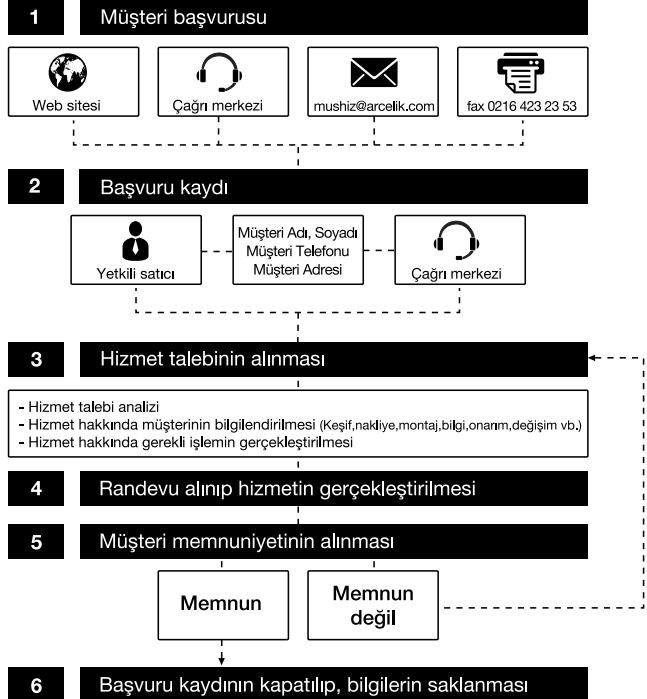 1 Müşteri başvurusu
Web sitesi
Çağrı merkezi
mushiz@arcelik.com
fax 0216 423 23 53
2 Başvuru kaydı
Yetkili satıcı
Müşteri Adı, Soyadı
Müşteri Telefonu
Müşteri Adresi
Çağrı merkezi
3 Hizmet talebinin alınması
- Hizmet talebi analizi
- Hizmet hakkında müşterinin bilgilendirilmesi (Keşif,nakliye,montaj,bilgi,onarım,değişim vb.)
- Hizmet hakkında gerekli işlemin gerçekleştirilmesi
4 Randevu alınıp hizmetin gerçekleştirilmesi
5 Müşteri memnuniyetinin alınması
Memnun
Memnun
değil
6 Başvuru kaydının kapatılıp, bilgilerin saklanması